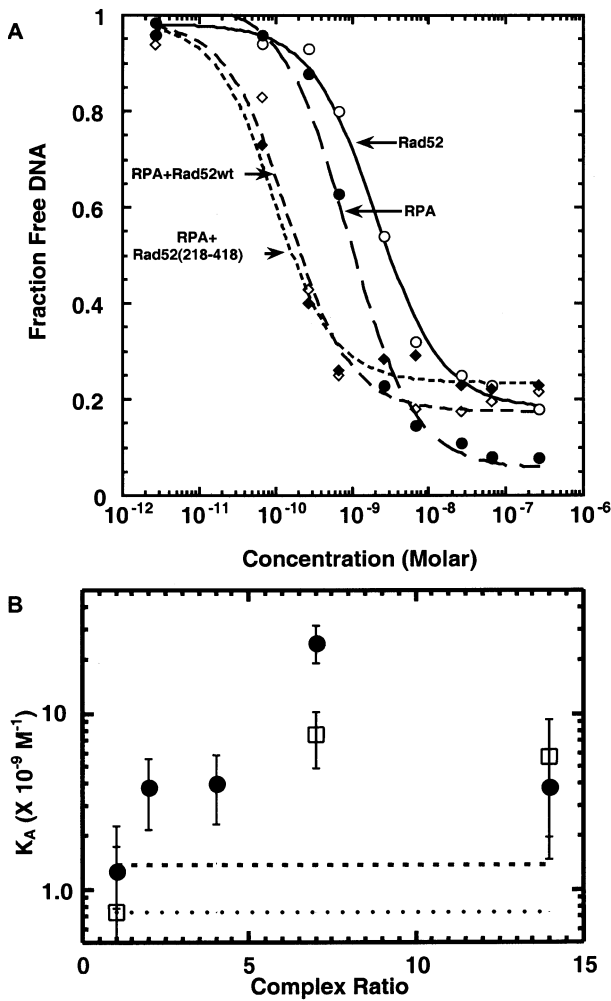 A
1
0.8
0.6
0.4
0.2
0
Fraction Free DNA
Rad52
RPA+Rad52wt
RPA
RPA+
Rad52(218-418)
10-12 10-11 10-10 10-9 10-8 10-7 10-6
Concentration (Molar)
B
10
1.0
KA (X 10-9 M-1)
0 5 10 15
Complex Ratio